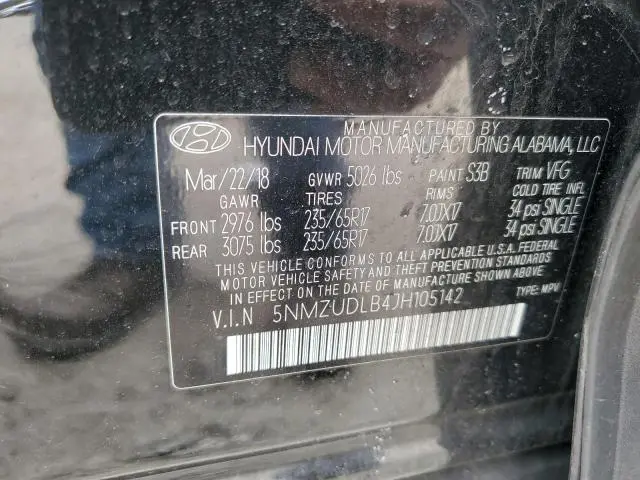 MANUFACTURED BY
HYUNDAI MOTOR MANUFACTURING ALABAMA, LLC
Mar/22/18 GVWR 5026 lbs PAINT S3B TRIM VFG
GAWR TIRES RIMS COLD TIRE INFL
FRONT 2976 lbs 235/65R17 7.0JX17 34 psi SINGLE
REAR 3075 lbs 235/65R17 7.0JX17 34 psi SINGLE
THIS VEHICLE CONFORMS TO ALL APPLICABLE U.S.A. FEDERAL
MOTOR VEHICLE SAFETY AND THEFT PREVENTION STANDARDS
IN EFFECT ON THE DATE OF MANUFACTURE SHOWN ABOVE.
V.I.N 5NMZUDLB4JH105142 TYPE: MPV